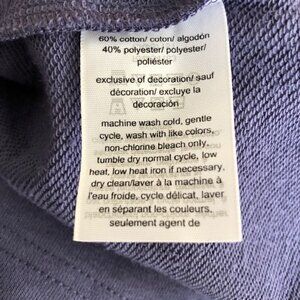 60% cotton/ coton/ algodón
40% polyester/ polyester/
poliéster
exclusive of decoration/ sauf
décoration/ excluye la
decoración
machine wash cold, gentle
cycle, wash with like colors,
non-chlorine bleach only,
tumble dry normal cycle, low
heat, low heat iron if necessary,
dry clean/laver à la machine à
l'eau froide, cycle délicat, laver
en séparant les couleurs,
seulement agent de